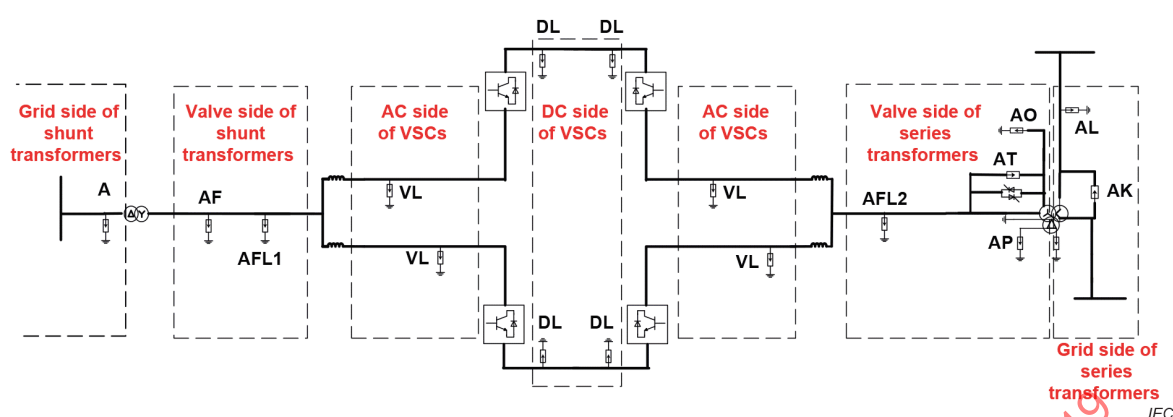 DL DL
Grid side of
shunt
transformers
Valve side of
shunt
transformers
AC side
of VSCs
DC side
of VSCs
AC side
of VSCs
Valve side of
series
transformers
AO
AL
AT
A
AF
VL
VL
AFL2
AK
AFL1
VL
VL
AP
DL DL
Grid side of
series
transformers
19
IEC